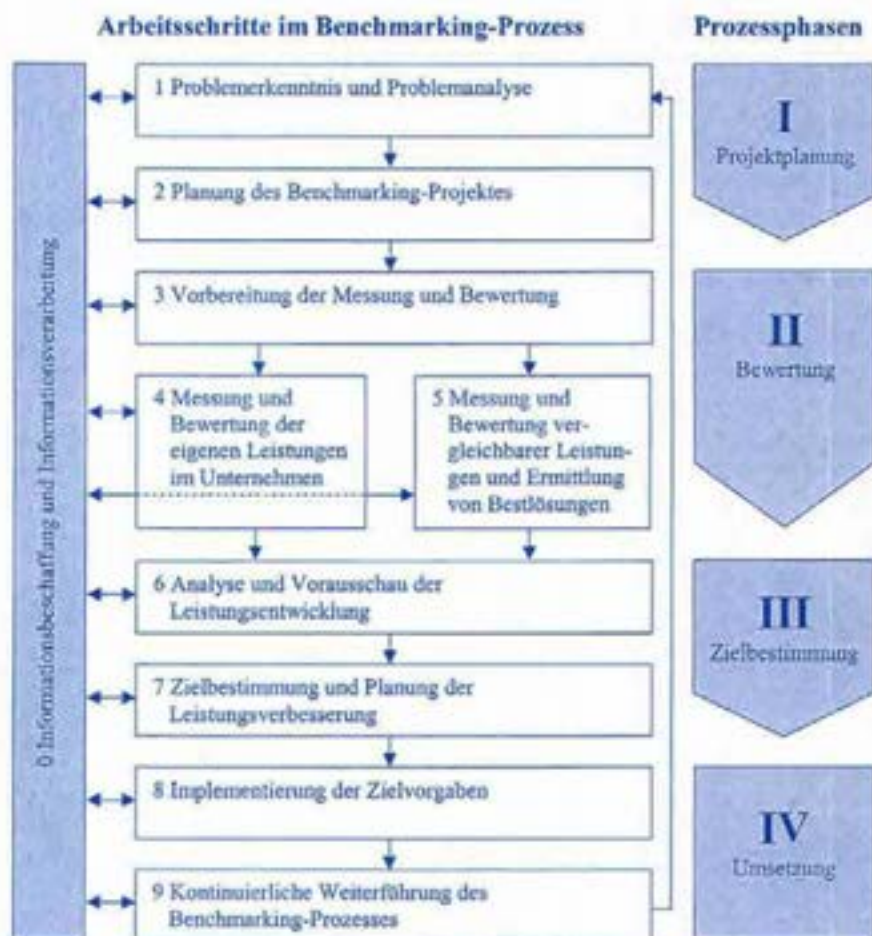 Arbeitsschritte im Benchmarking-Prozess
Prozessphasen
0 Informationsbeschaffung und Informationsverarbeitung
1 Problemerkenntnis und Problemanalyse
2 Planung des Benchmarking-Projektes
3 Vorbereitung der Messung und Bewertung
4 Messung und
Bewertung der
eigenen Leistungen
im Unternehmen
5 Messung und
Bewertung ver-
gleichbarer Leistun-
gen und Ermittlung
von Bestlösungen
6 Analyse und Vorausschau der
Leistungsentwicklung
7 Zielbestimmung und Planung der
Leistungsverbesserung
8 Implementierung der Zielvorgaben
9 Kontinuierliche Weiterführung des
Benchmarking-Prozesses
I
Projektplanung
II
Bewertung
III
Zielbestimmung
IV
Umsetzung